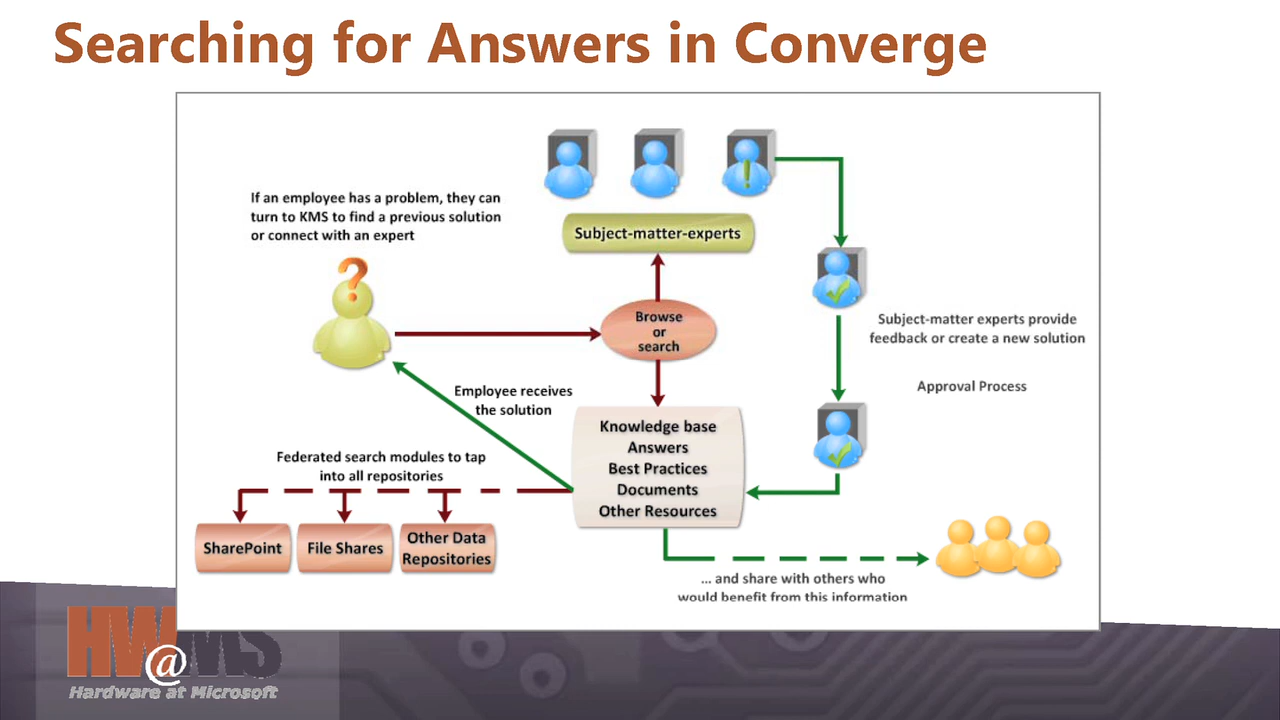 Searching for Answers in Converge
If an employee has a problem, they can
turn to KMS to find a previous solution
or connect with an expert
?
!
Subject-matter-experts
Browse
or
search
Subject-matter experts provide
feedback or create a new solution
Approval Process
Employee receives
the solution
Knowledge base
Answers
Best Practices
Documents
Other Resources
Federated search modules to tap
into all repositories
SharePoint
File Shares
Other Data
Repositories
... and share with others who
would benefit from this information
HW@MS
Hardware at Microsoft